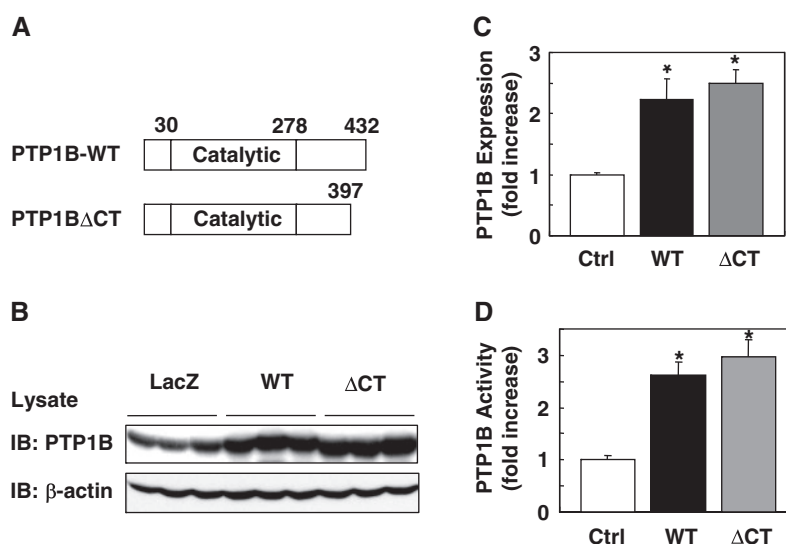 A
30 278 432
PTP1B-WT Catalytic
397
PTP1BΔCT Catalytic
B
LacZ WT ΔCT
Lysate
IB: PTP1B
IB: β-actin
C
PTP1B Expression
(fold increase)
3
2
1
0
* *
Ctrl WT ΔCT
D
PTP1B Activity
(fold increase)
3
2
1
0
* *
Ctrl WT ΔCT